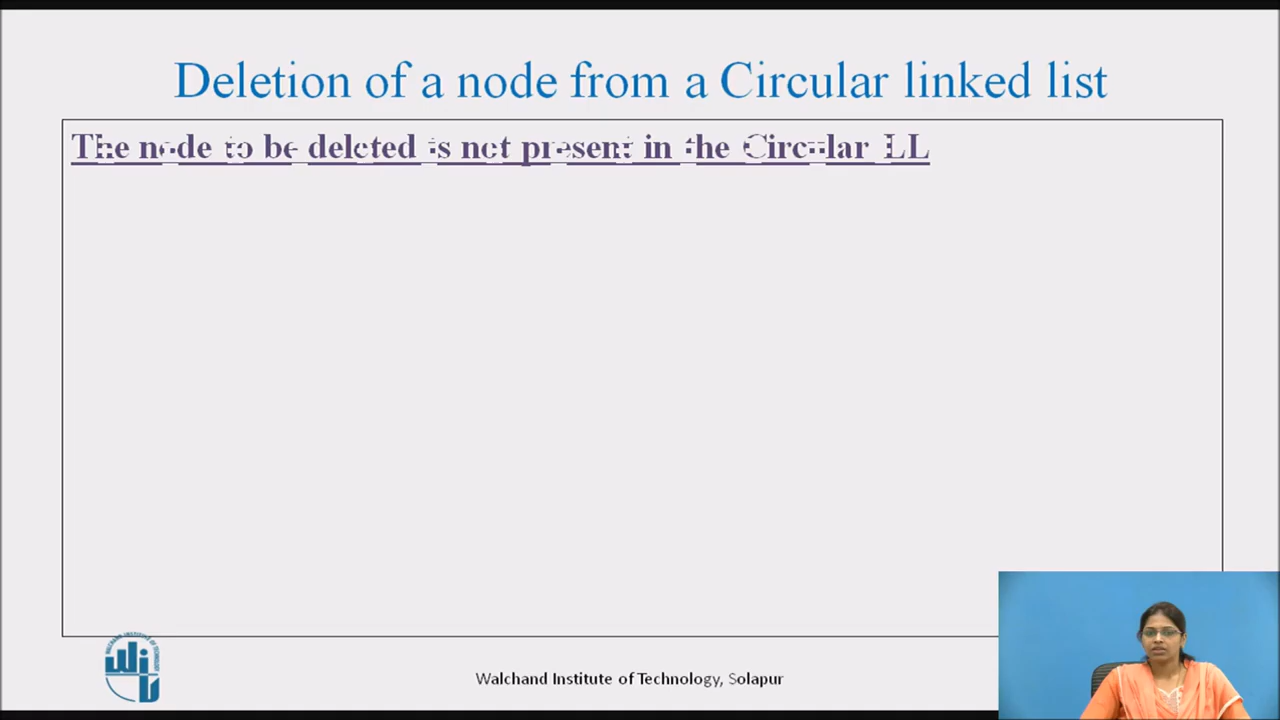 Deletion of a node from a Circular linked list
The node to be deleted is not present in the Circular LL
Walchand Institute of Technology, Solapur